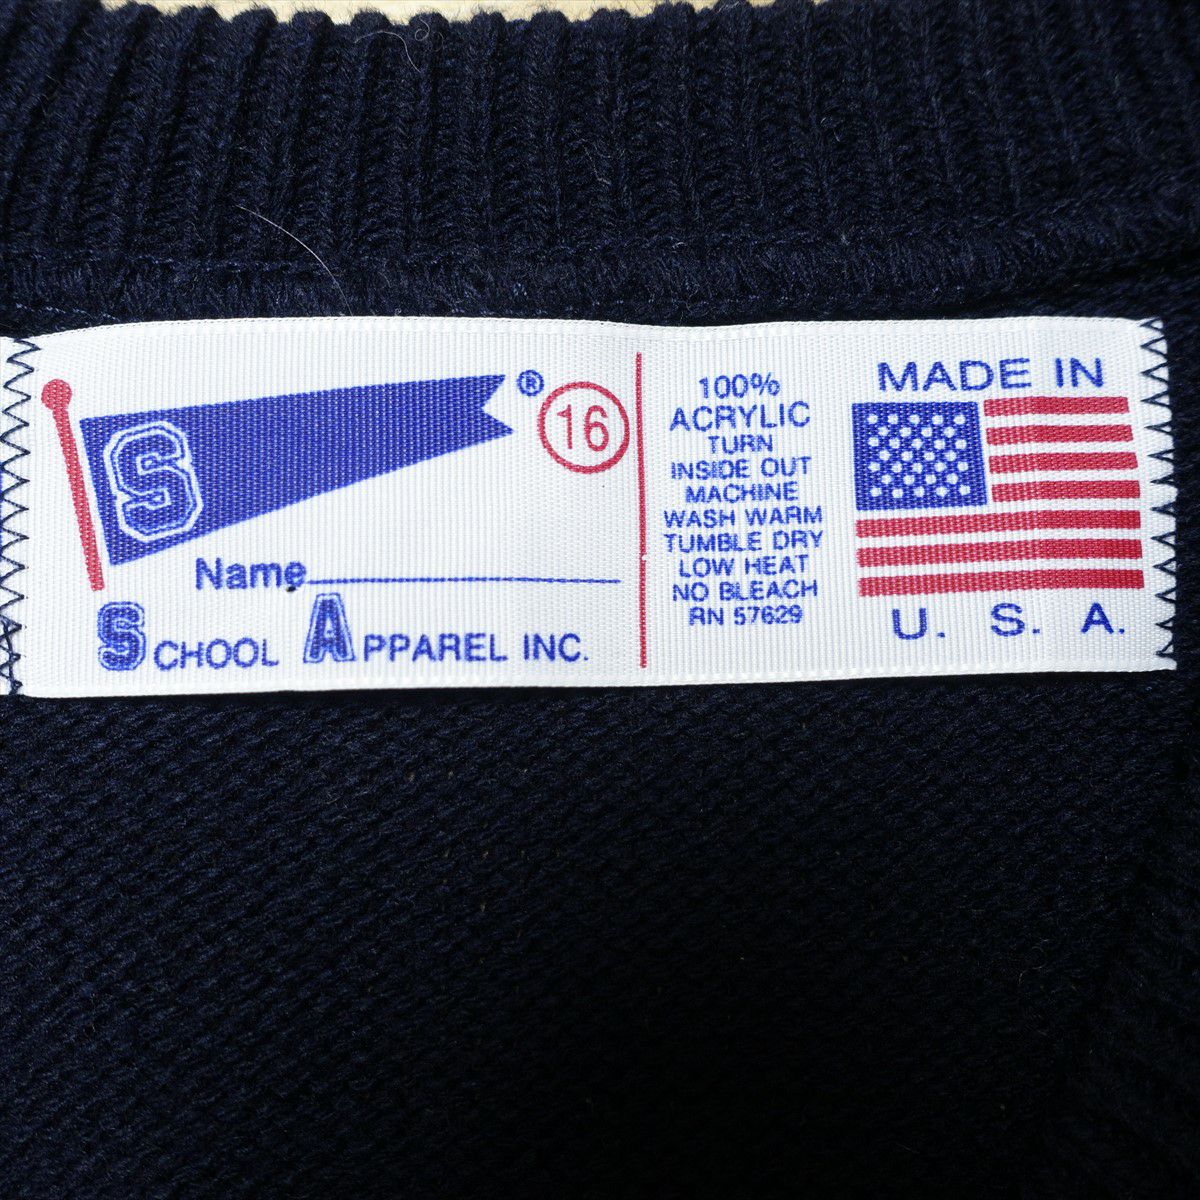 S
®
16
Name
SCHOOL APPAREL INC.
100%
ACRYLIC
TURN
INSIDE OUT
MACHINE
WASH WARM
TUMBLE DRY
LOW HEAT
NO BLEACH
RN 57629
MADE IN
U. S. A.